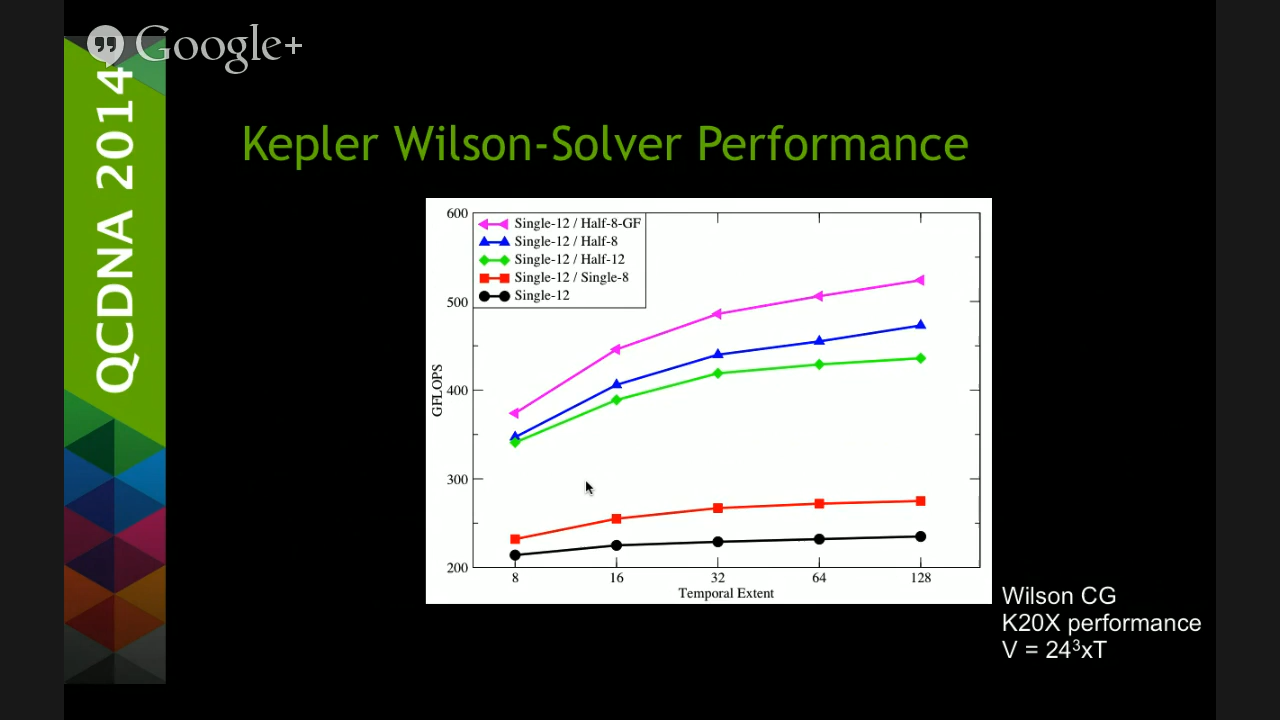 Google+
QCDNA 2014
Kepler Wilson-Solver Performance
600
500
400
300
200
GFLOPS
Single-12 / Half-8-GF
Single-12 / Half-8
Single-12 / Half-12
Single-12 / Single-8
Single-12
8 16 32 64 128
Temporal Extent
Wilson CG
K20X performance
V = 24³xT